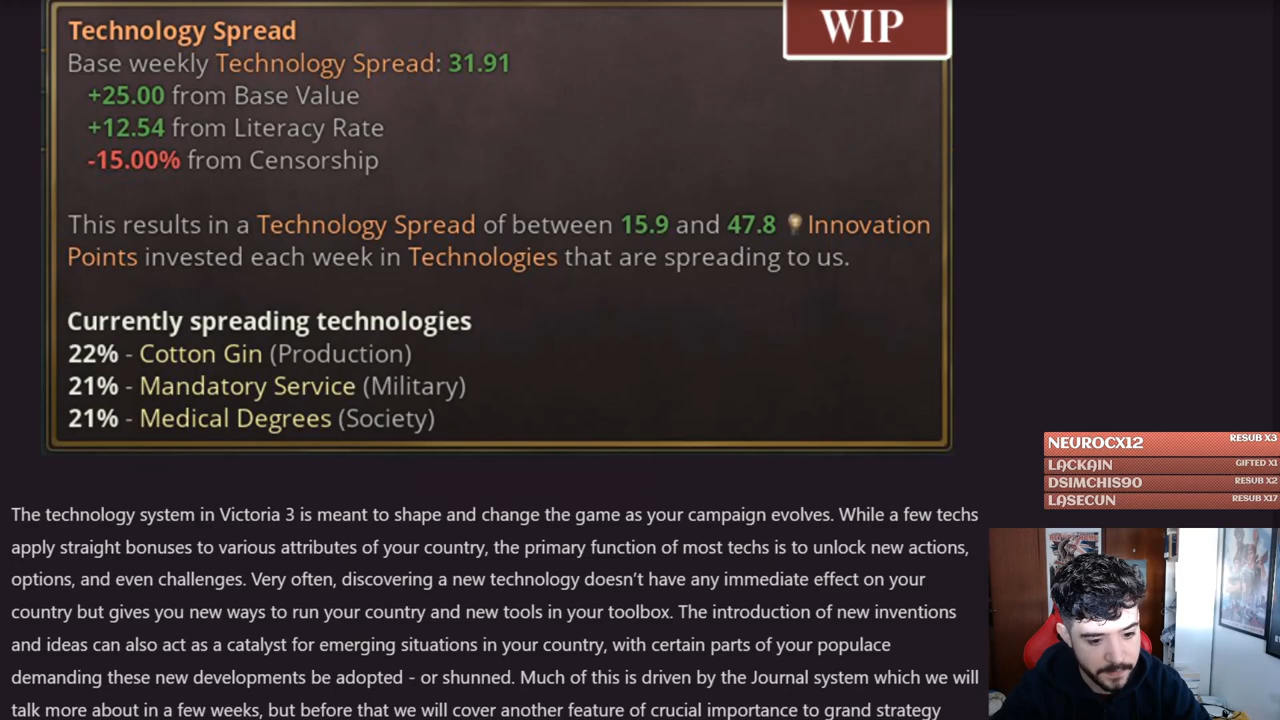 WIP
Technology Spread
Base weekly Technology Spread: 31.91
+25.00 from Base Value
+12.54 from Literacy Rate
-15.00% from Censorship
This results in a Technology Spread of between 15.9 and 47.8 Innovation
Points invested each week in Technologies that are spreading to us.
Currently spreading technologies
22% - Cotton Gin (Production)
21% - Mandatory Service (Military)
21% - Medical Degrees (Society)
NEUROCX12 RESUB X3
LACKAIN GIFTED X1
DSIMCHIS90 RESUB X2
LASECUN RESUB X17
The technology system in Victoria 3 is meant to shape and change the game as your campaign evolves. While a few techs
apply straight bonuses to various attributes of your country, the primary function of most techs is to unlock new actions,
options, and even challenges. Very often, discovering a new technology doesn’t have any immediate effect on your
country but gives you new ways to run your country and new tools in your toolbox. The introduction of new inventions
and ideas can also act as a catalyst for emerging situations in your country, with certain parts of your populace
demanding these new developments be adopted - or shunned. Much of this is driven by the Journal system which we will
talk more about in a few weeks, but before that we will cover another feature of crucial importance to grand strategy